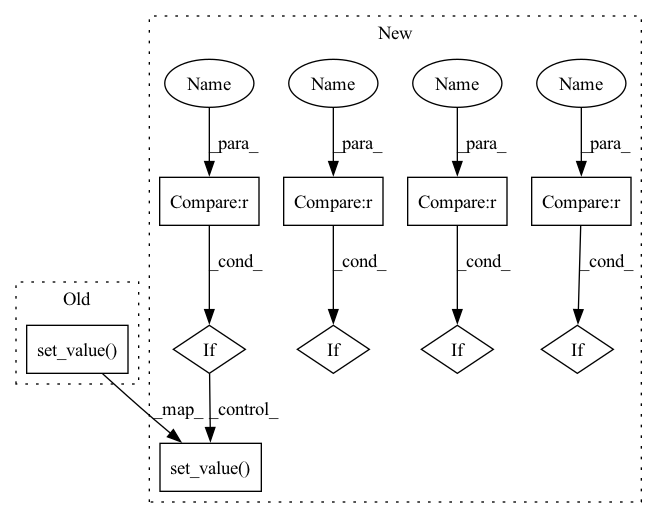 New
Name Name Name Name
_para_ _para_ _para_ _para_
Compare:r Compare:r Compare:r Compare:r
_cond_ _cond_ _cond_ _cond_
Old
set_value() If If If If
_map_ _control_
set_value()